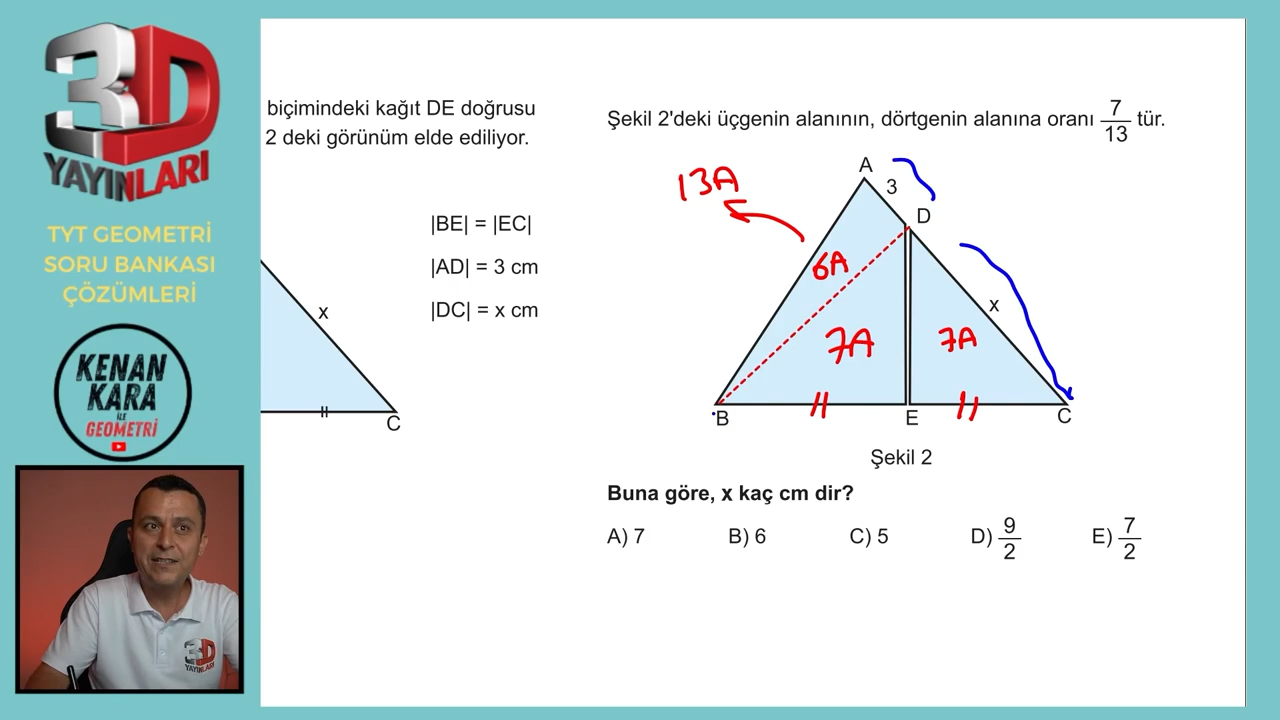 3D
YAYINLARI
TYT GEOMETRİ
SORU BANKASI
ÇÖZÜMLERİ
KENAN
KARA
İLE
GEOMETRİ
3D
YAYINLARI
biçimindeki kağıt DE doğrusu
2 deki görünüm elde ediliyor.
|BE| = |EC|
|AD| = 3 cm
|DC| = x cm
x
C
Şekil 2'deki üçgenin alanının, dörtgenin alanına oranı 7/13 tür.
13A
A
3
D
6A
x
7A
7A
B
E
C
Şekil 2
Buna göre, x kaç cm dir?
A) 7 B) 6 C) 5 D) 9/2 E) 7/2